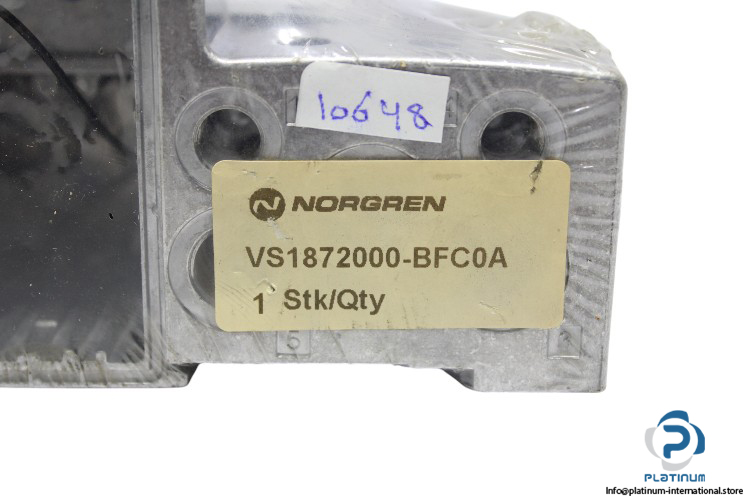 10648
NORGREN
VS1872000-BFC0A
1 Stk/Qty
PLATINUM
Info@platinum-international.store